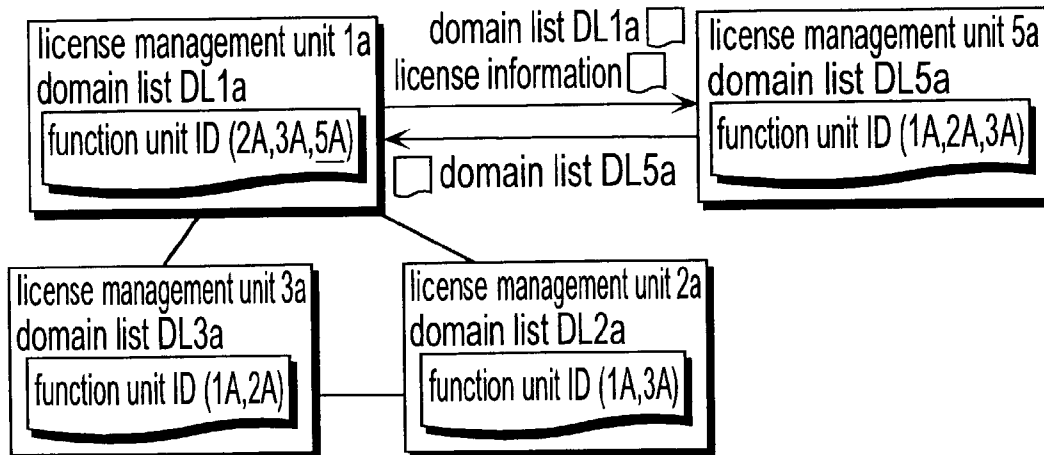 license management unit 1a
domain list DL1a
function unit ID (2A,3A,5A)
domain list DL1a
license information
domain list DL5a
license management unit 5a
domain list DL5a
function unit ID (1A,2A,3A)
license management unit 3a
domain list DL3a
function unit ID (1A,2A)
license management unit 2a
domain list DL2a
function unit ID (1A,3A)